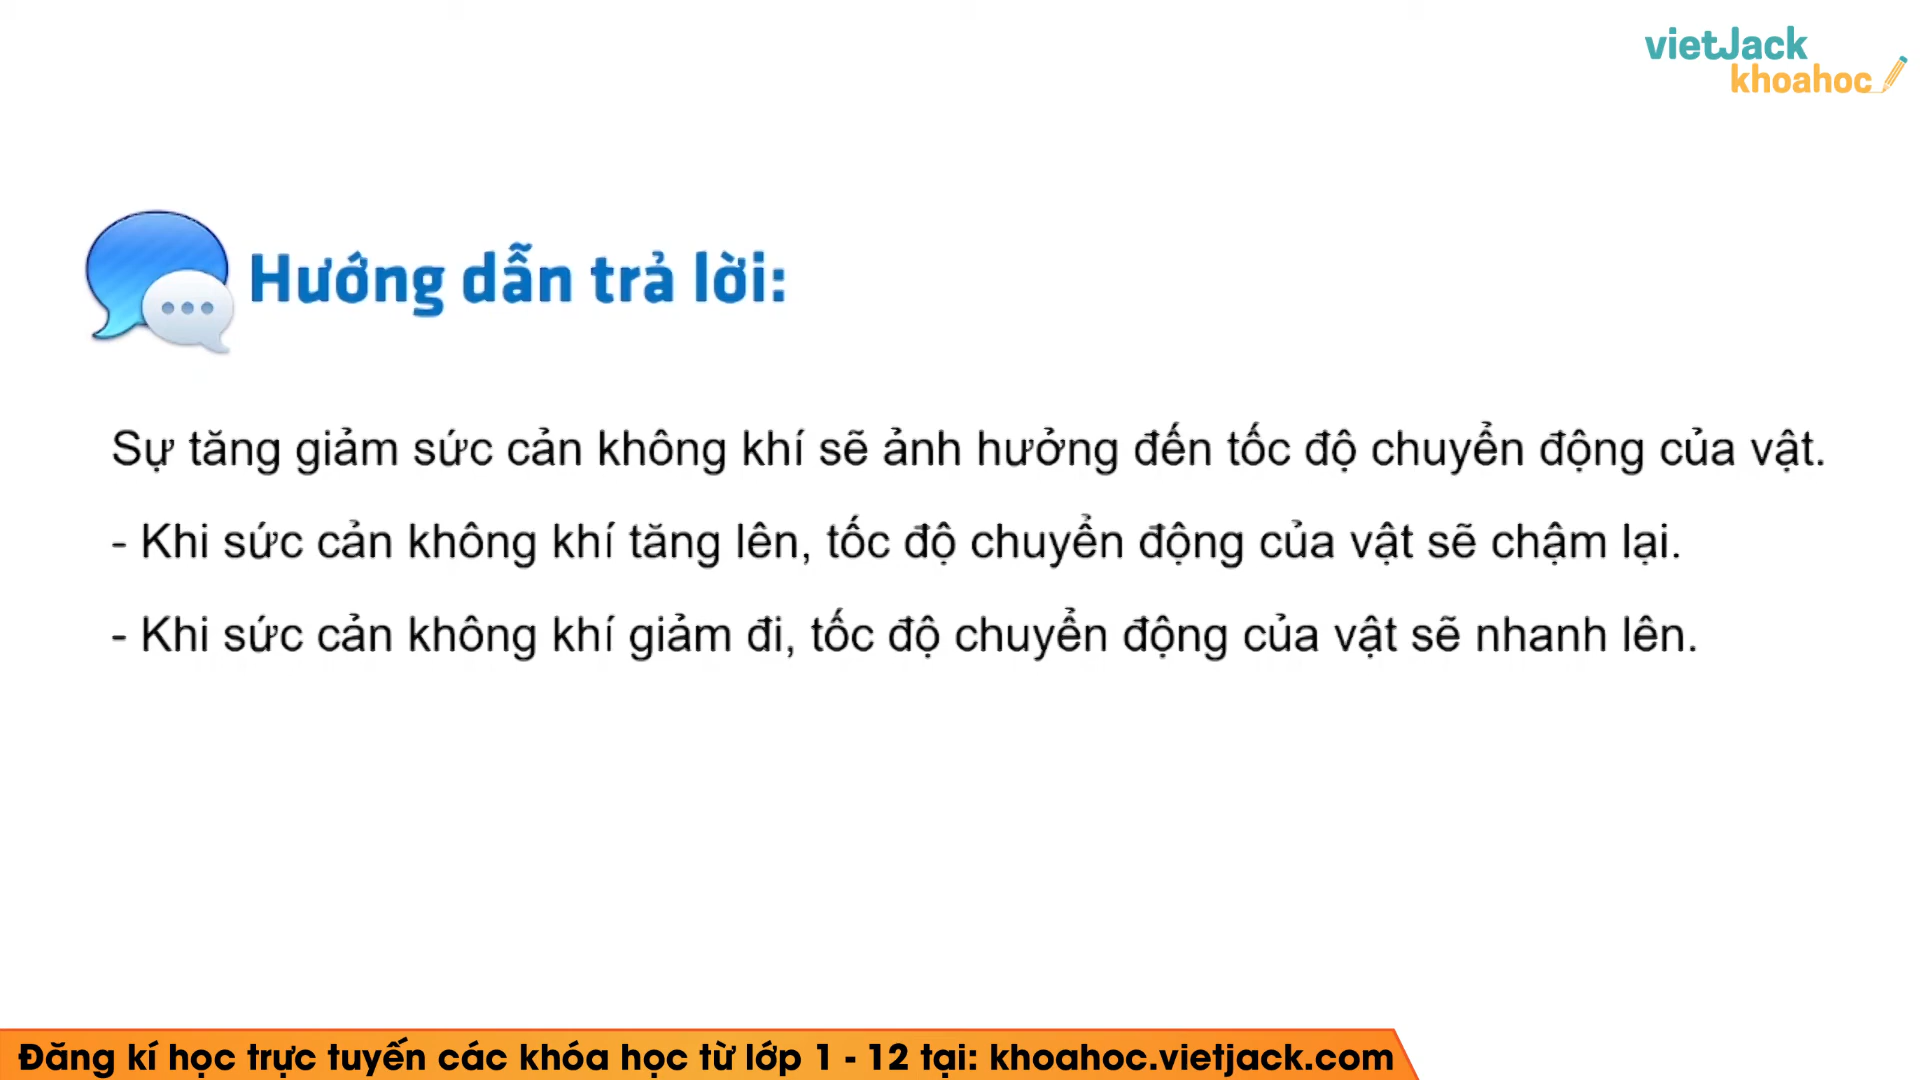 vietJack
khoahoc
Hướng dẫn trả lời:
Sự tăng giảm sức cản không khí sẽ ảnh hưởng đến tốc độ chuyển động của vật.
- Khi sức cản không khí tăng lên, tốc độ chuyển động của vật sẽ chậm lại.
- Khi sức cản không khí giảm đi, tốc độ chuyển động của vật sẽ nhanh lên.
Đăng kí học trực tuyến các khóa học từ lớp 1 - 12 tại: khoahoc.vietjack.com